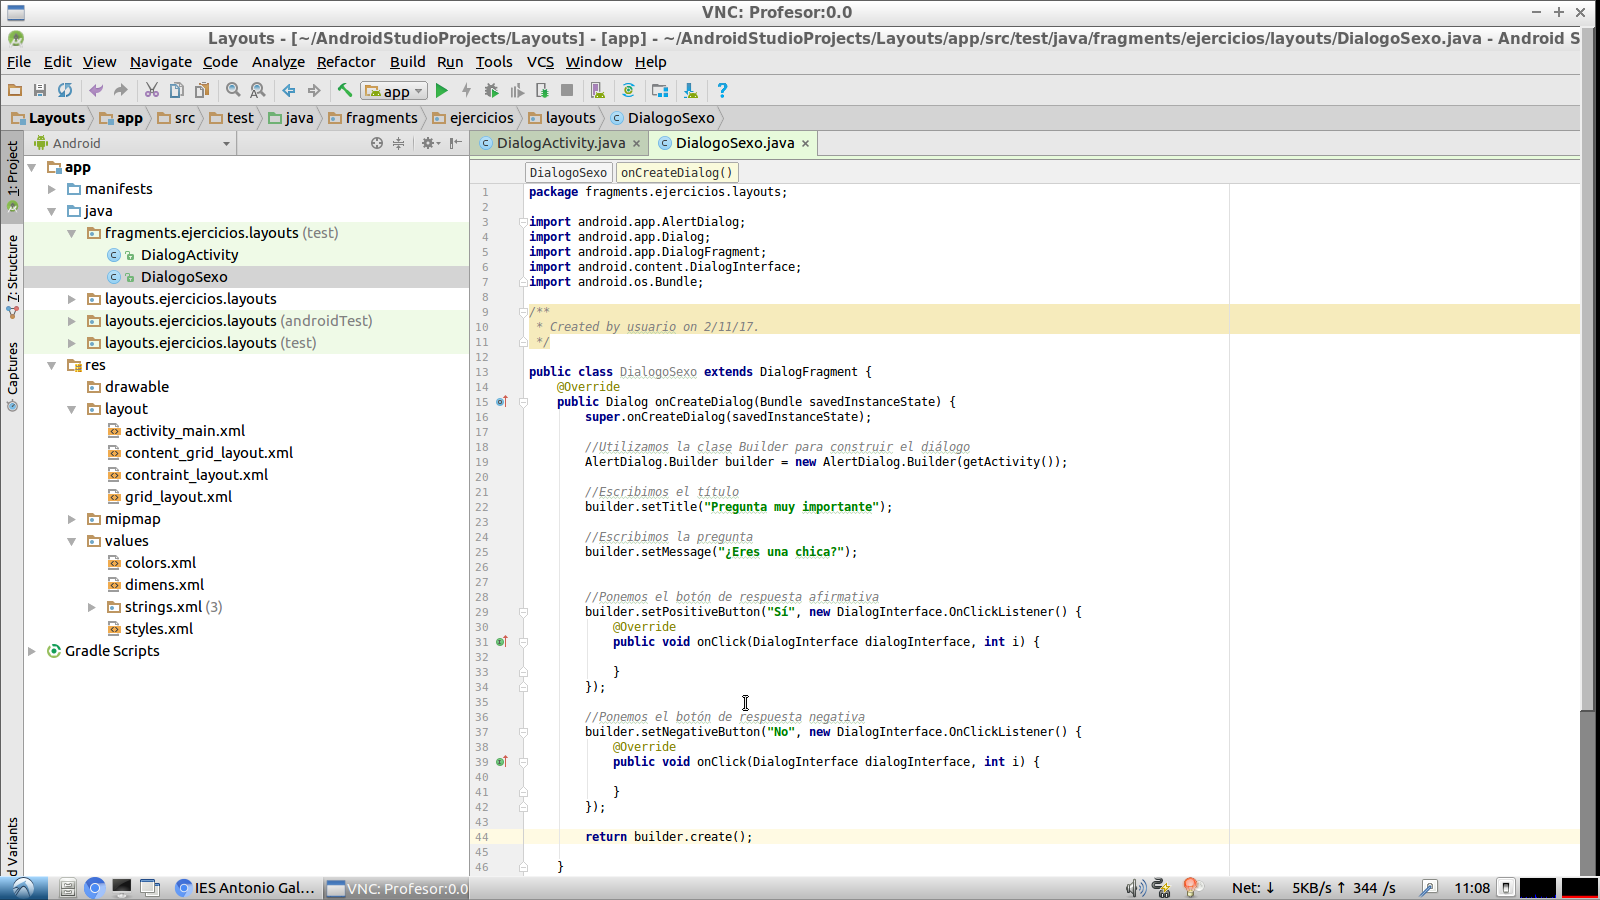 VNC: Profesor:0.0
Layouts - [~/AndroidStudioProjects/Layouts] - [app] - ~/AndroidStudioProjects/Layouts/app/src/test/java/fragments/ejercicios/layouts/DialogoSexo.java - Android S
File Edit View Navigate Code Analyze Refactor Build Run Tools VCS Window Help
app
Layouts app src test java fragments ejercicios layouts DialogoSexo
Android
DialogActivity.java DialogoSexo.java
DialogoSexo onCreateDialog()
1: Project
7: Structure
Captures
d Variants
app
manifests
java
fragments.ejercicios.layouts (test)
DialogActivity
DialogoSexo
layouts.ejercicios.layouts
layouts.ejercicios.layouts (androidTest)
layouts.ejercicios.layouts (test)
res
drawable
layout
activity_main.xml
content_grid_layout.xml
contraint_layout.xml
grid_layout.xml
mipmap
values
colors.xml
dimens.xml
strings.xml (3)
styles.xml
Gradle Scripts
1 package fragments.ejercicios.layouts;
2
3 import android.app.AlertDialog;
4 import android.app.Dialog;
5 import android.app.DialogFragment;
6 import android.content.DialogInterface;
7 import android.os.Bundle;
8
9 /**
10 * Created by usuario on 2/11/17.
11 */
12
13 public class DialogoSexo extends DialogFragment {
14 @Override
15 public Dialog onCreateDialog(Bundle savedInstanceState) {
16 super.onCreateDialog(savedInstanceState);
17
18 //Utilizamos la clase Builder para construir el diálogo
19 AlertDialog.Builder builder = new AlertDialog.Builder(getActivity());
20
21 //Escribimos el título
22 builder.setTitle("Pregunta muy importante");
23
24 //Escribimos la pregunta
25 builder.setMessage("¿Eres una chica?");
26
27
28 //Ponemos el botón de respuesta afirmativa
29 builder.setPositiveButton("Sí", new DialogInterface.OnClickListener() {
30 @Override
31 public void onClick(DialogInterface dialogInterface, int i) {
32
33 }
34 });
35
36 //Ponemos el botón de respuesta negativa
37 builder.setNegativeButton("No", new DialogInterface.OnClickListener() {
38 @Override
39 public void onClick(DialogInterface dialogInterface, int i) {
40
41 }
42 });
43
44 return builder.create();
45
46 }
IES Antonio Gal... VNC: Profesor:0.0 Net: ↓ 5KB/s ↑ 344 /s 11:08